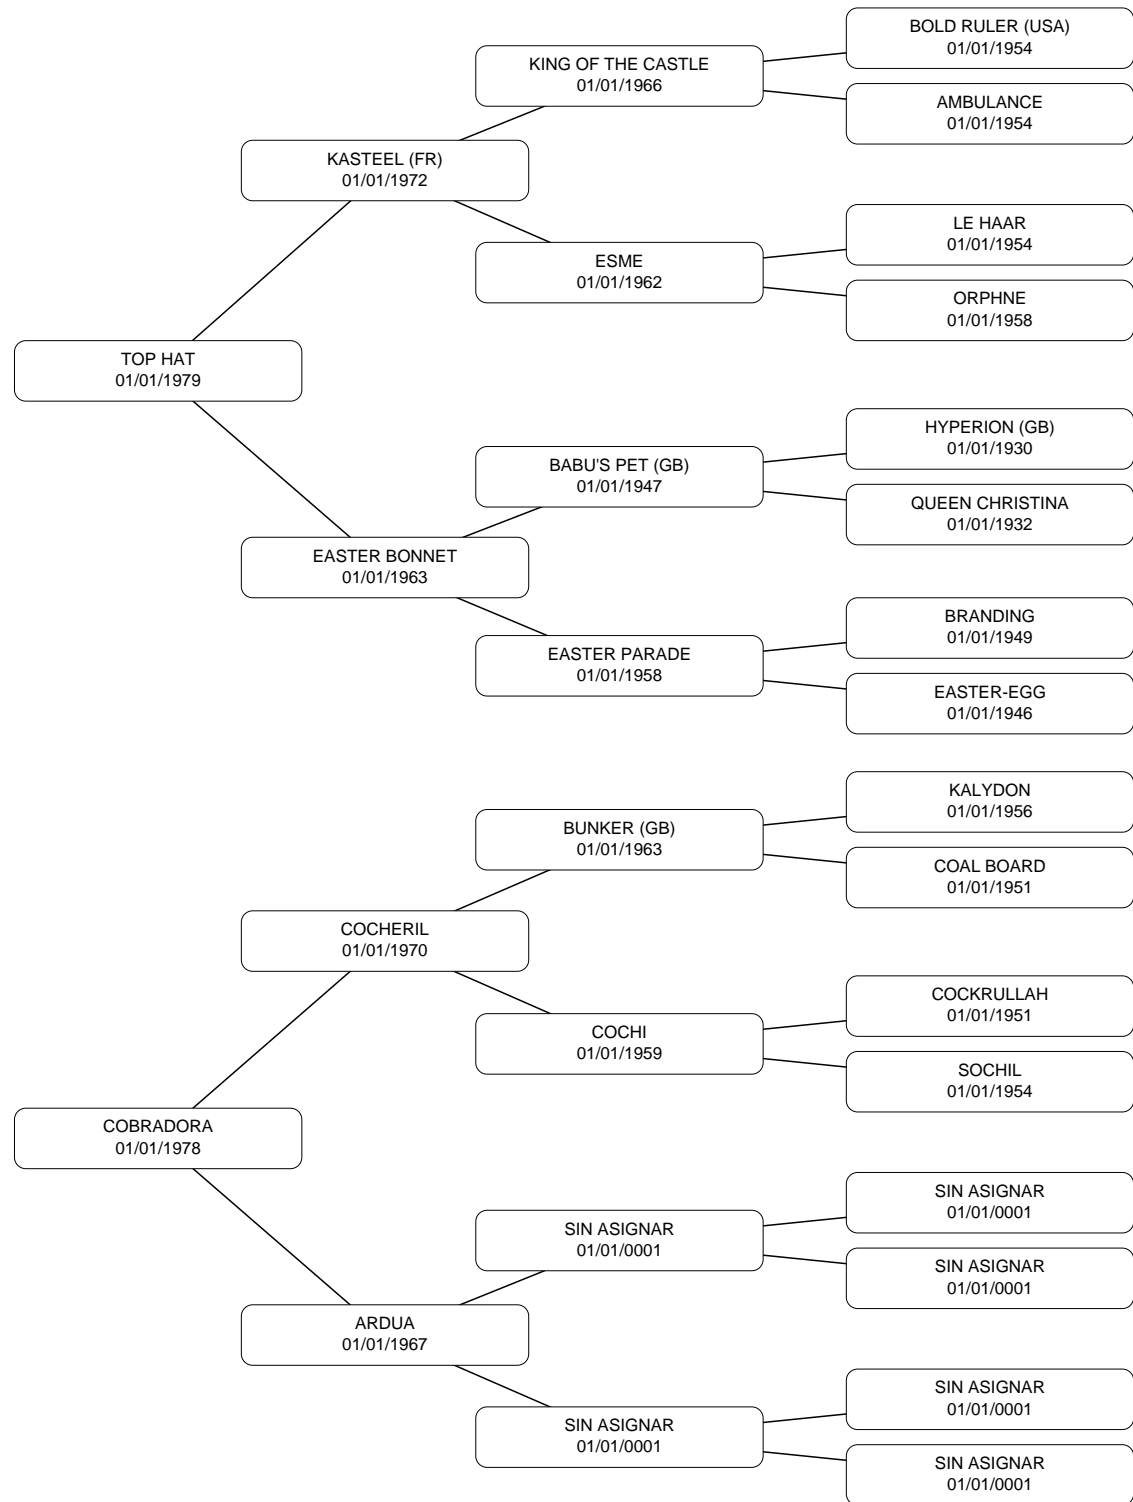 BOLD RULER (USA)
01/01/1954
KING OF THE CASTLE
01/01/1966
AMBULANCE
01/01/1954
KASTEEL (FR)
01/01/1972
LE HAAR
01/01/1954
ESME
01/01/1962
ORPHNE
01/01/1958
TOP HAT
01/01/1979
HYPERION (GB)
01/01/1930
BABU'S PET (GB)
01/01/1947
QUEEN CHRISTINA
01/01/1932
EASTER BONNET
01/01/1963
BRANDING
01/01/1949
EASTER PARADE
01/01/1958
EASTER-EGG
01/01/1946
KALYDON
01/01/1956
BUNKER (GB)
01/01/1963
COAL BOARD
01/01/1951
COCHERIL
01/01/1970
COCKRULLAH
01/01/1951
COCHI
01/01/1959
SOCHIL
01/01/1954
COBRADORA
01/01/1978
SIN ASIGNAR
01/01/0001
SIN ASIGNAR
01/01/0001
SIN ASIGNAR
01/01/0001
ARDUA
01/01/1967
SIN ASIGNAR
01/01/0001
SIN ASIGNAR
01/01/0001
SIN ASIGNAR
01/01/0001